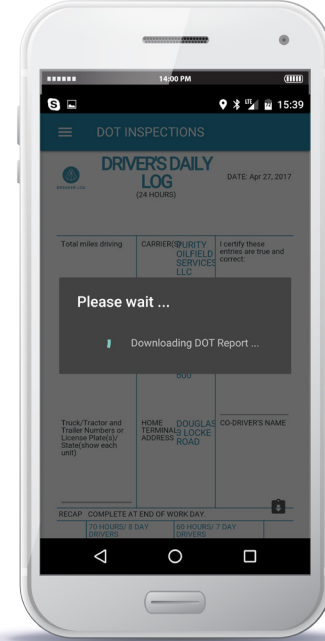 14:00 PM
S
LTE
15:39
DOT INSPECTIONS
DRIVER'S DAILY
LOG
(24 HOURS)
DATE: Apr 27, 2017
Total miles driving
CARRIER(S)
PURITY
OILFIELD
SERVICES
LLC
I certify these
entries are true and
correct:
Please wait ...
Downloading DOT Report ...
600
Truck/Tractor and
Trailer Numbers or
License Plate(s)/
State(show each
unit)
HOME
TERMINAL
ADDRESS
DOUGLAS
3 LOCKE
ROAD
CO-DRIVER'S NAME
RECAP COMPLETE AT END OF WORK DAY.
70 HOURS/ 8 DAY
DRIVERS
60 HOURS/ 7 DAY
DRIVERS